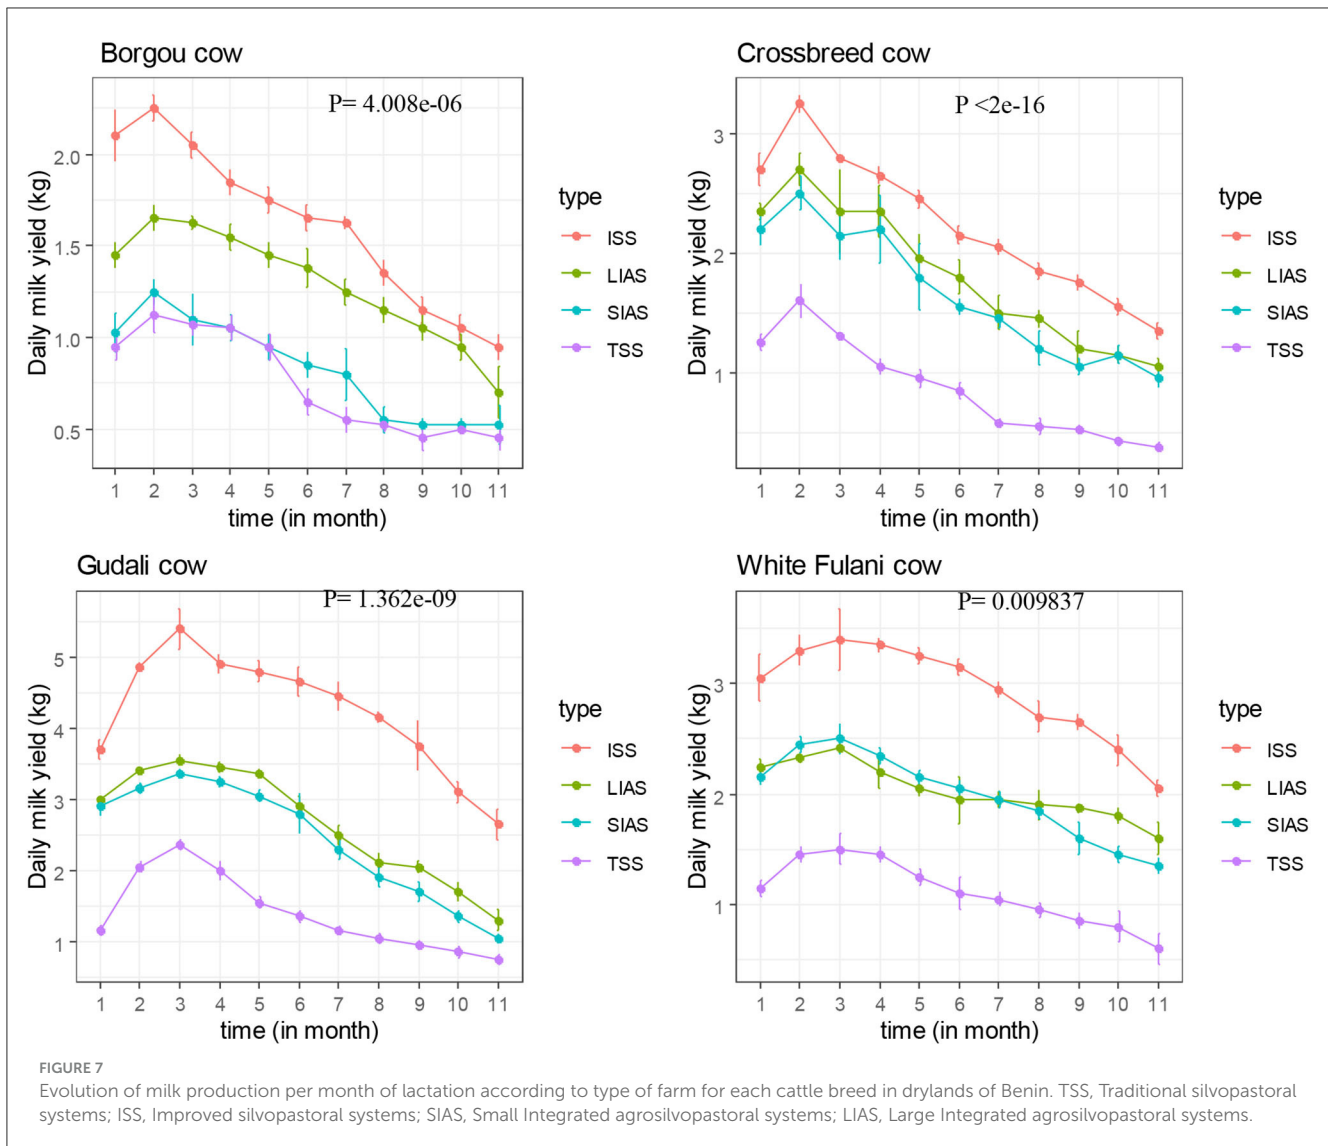 Borgou cow
P= 4.008e-06
Daily milk yield (kg)
2.0
1.5
1.0
0.5
1 2 3 4 5 6 7 8 9 10 11
time (in month)
type
ISS
LIAS
SIAS
TSS
Crossbreed cow
P <2e-16
Daily milk yield (kg)
3
2
1
1 2 3 4 5 6 7 8 9 10 11
time (in month)
type
ISS
LIAS
SIAS
TSS
Gudali cow
P= 1.362e-09
Daily milk yield (kg)
5
4
3
2
1
1 2 3 4 5 6 7 8 9 10 11
time (in month)
type
ISS
LIAS
SIAS
TSS
White Fulani cow
P= 0.009837
Daily milk yield (kg)
3
2
1
1 2 3 4 5 6 7 8 9 10 11
time (in month)
type
ISS
LIAS
SIAS
TSS
FIGURE 7
Evolution of milk production per month of lactation according to type of farm for each cattle breed in drylands of Benin. TSS, Traditional silvopastoral
systems; ISS, Improved silvopastoral systems; SIAS, Small Integrated agrosilvopastoral systems; LIAS, Large Integrated agrosilvopastoral systems.